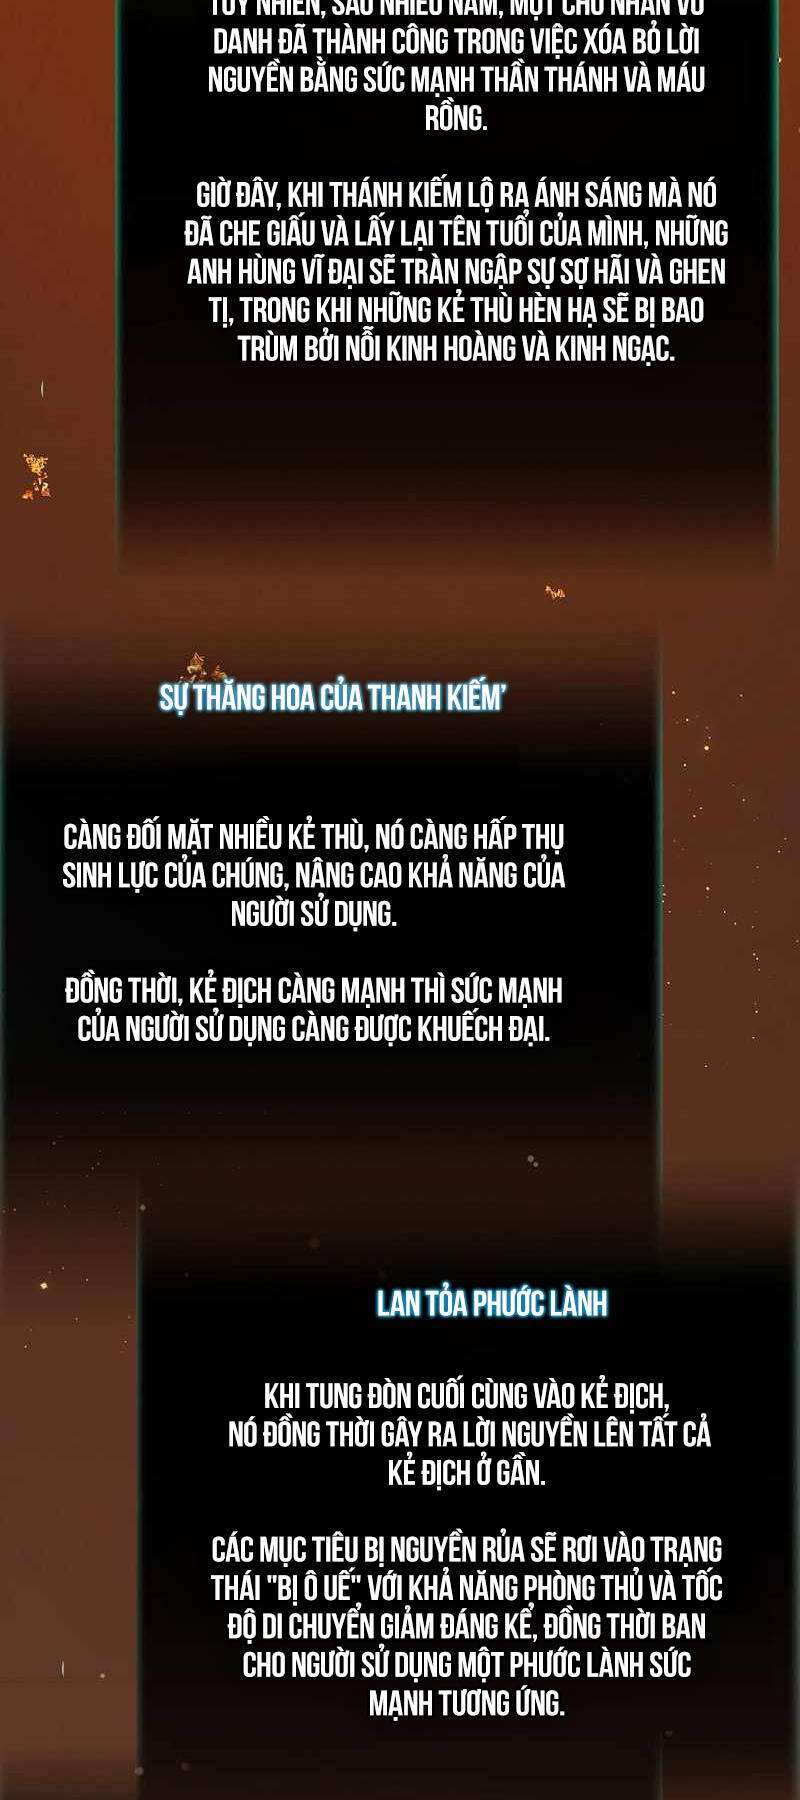 TUY NHIÊN, SAU NHIỀU NĂM, MỘT CHỦ NHÂN VÔ
DANH ĐÃ THÀNH CÔNG TRONG VIỆC XÓA BỎ LỜI
NGUYỀN BẰNG SỨC MẠNH THẦN THÁNH VÀ MÁU
RỒNG.
GIỜ ĐÂY, KHI THÁNH KIẾM LỘ RA ÁNH SÁNG MÀ NÓ
ĐÃ CHE GIẤU VÀ LẤY LẠI TÊN TUỔI CỦA MÌNH, NHỮNG
ANH HÙNG VĨ ĐẠI SẼ TRÀN NGẬP SỰ SỢ HÃI VÀ GHEN
TỊ, TRONG KHI NHỮNG KẺ THÙ HÈN HẠ SẼ BỊ BAO
TRÙM BỞI NỖI KINH HOÀNG VÀ KINH NGẠC.
SỰ THĂNG HOA CỦA THANH KIẾM'
CÀNG ĐỐI MẶT NHIỀU KẺ THÙ, NÓ CÀNG HẤP THỤ
SINH LỰC CỦA CHÚNG, NÂNG CAO KHẢ NĂNG CỦA
NGƯỜI SỬ DỤNG.
ĐỒNG THỜI, KẺ ĐỊCH CÀNG MẠNH THÌ SỨC MẠNH
CỦA NGƯỜI SỬ DỤNG CÀNG ĐƯỢC KHUẾCH ĐẠI.
LAN TỎA PHƯỚC LÀNH
KHI TUNG ĐÒN CUỐI CÙNG VÀO KẺ ĐỊCH,
NÓ ĐỒNG THỜI GÂY RA LỜI NGUYỀN LÊN TẤT CẢ
KẺ ĐỊCH Ở GẦN.
CÁC MỤC TIÊU BỊ NGUYỀN RỦA SẼ RƠI VÀO TRẠNG
THÁI "BỊ Ô UẾ" VỚI KHẢ NĂNG PHÒNG THỦ VÀ TỐC
ĐỘ DI CHUYỂN GIẢM ĐÁNG KỂ, ĐỒNG THỜI BAN
CHO NGƯỜI SỬ DỤNG MỘT PHƯỚC LÀNH SỨC
MẠNH TƯƠNG ỨNG.